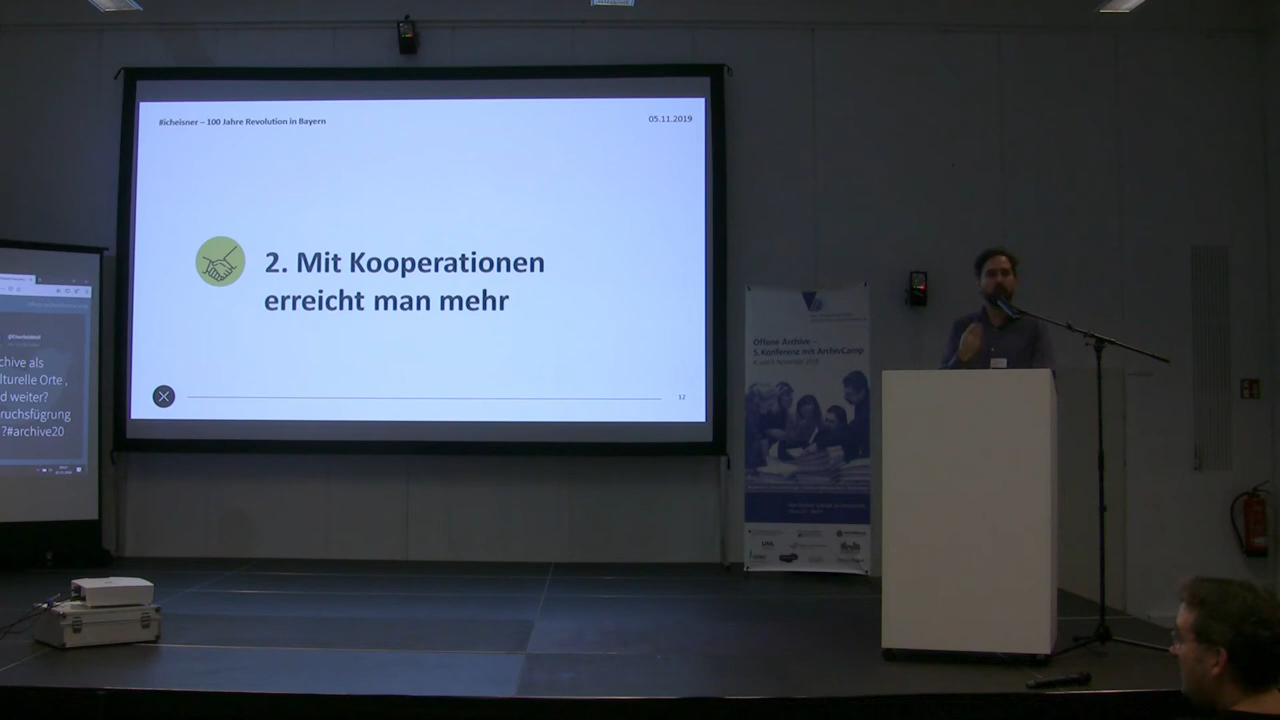 #icheisner – 100 Jahre Revolution in Bayern
05.11.2019
2. Mit Kooperationen
erreicht man mehr
12
chive als
lturelle Orte ,
d weiter?
ruchsfügrung
?#archive20
Offene Archive –
5. Konferenz mit ArchivCamp